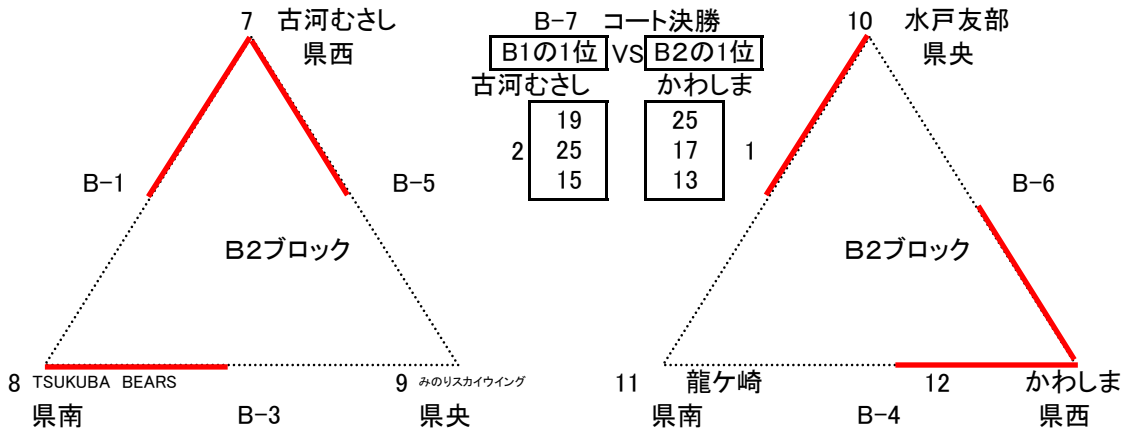 7 古河むさし
県西
B-7 コート決勝
B1の1位 VS B2の1位
古河むさし かわしま
19 25
2 25 17 1
15 13
10 水戸友部
県央
B-1 B-5
B-6
B2ブロック
B2ブロック
8 TSUKUBA BEARS
県南
B-3
9 みのりスカイウイング
県央
11 龍ケ崎
県南
B-4
12 かわしま
県西